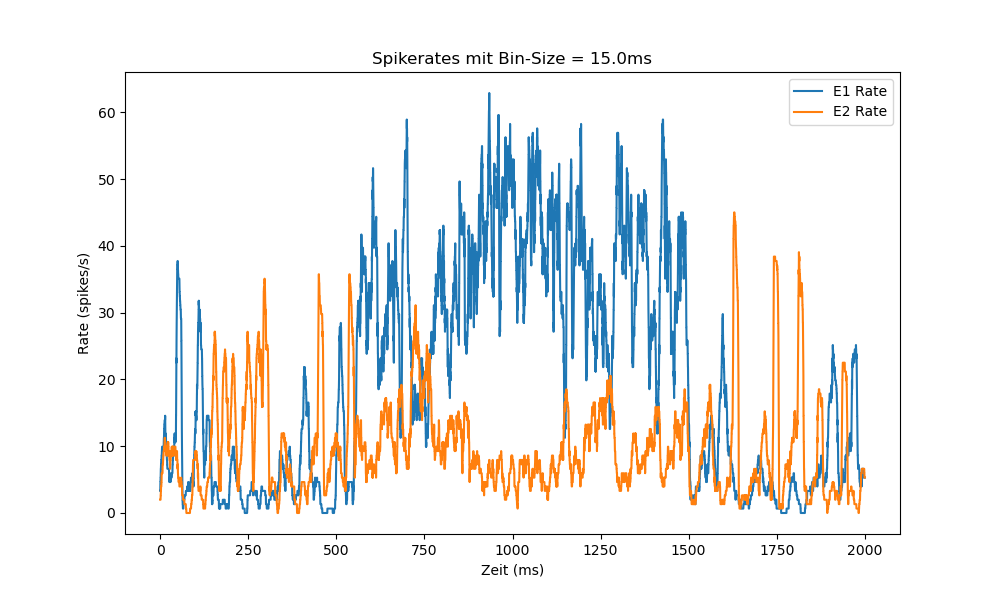 Spikerates mit Bin-Size = 15.0ms
E1 Rate
E2 Rate
60
50
40
30
20
10
0
Rate (spikes/s)
0 250 500 750 1000 1250 1500 1750 2000
Zeit (ms)